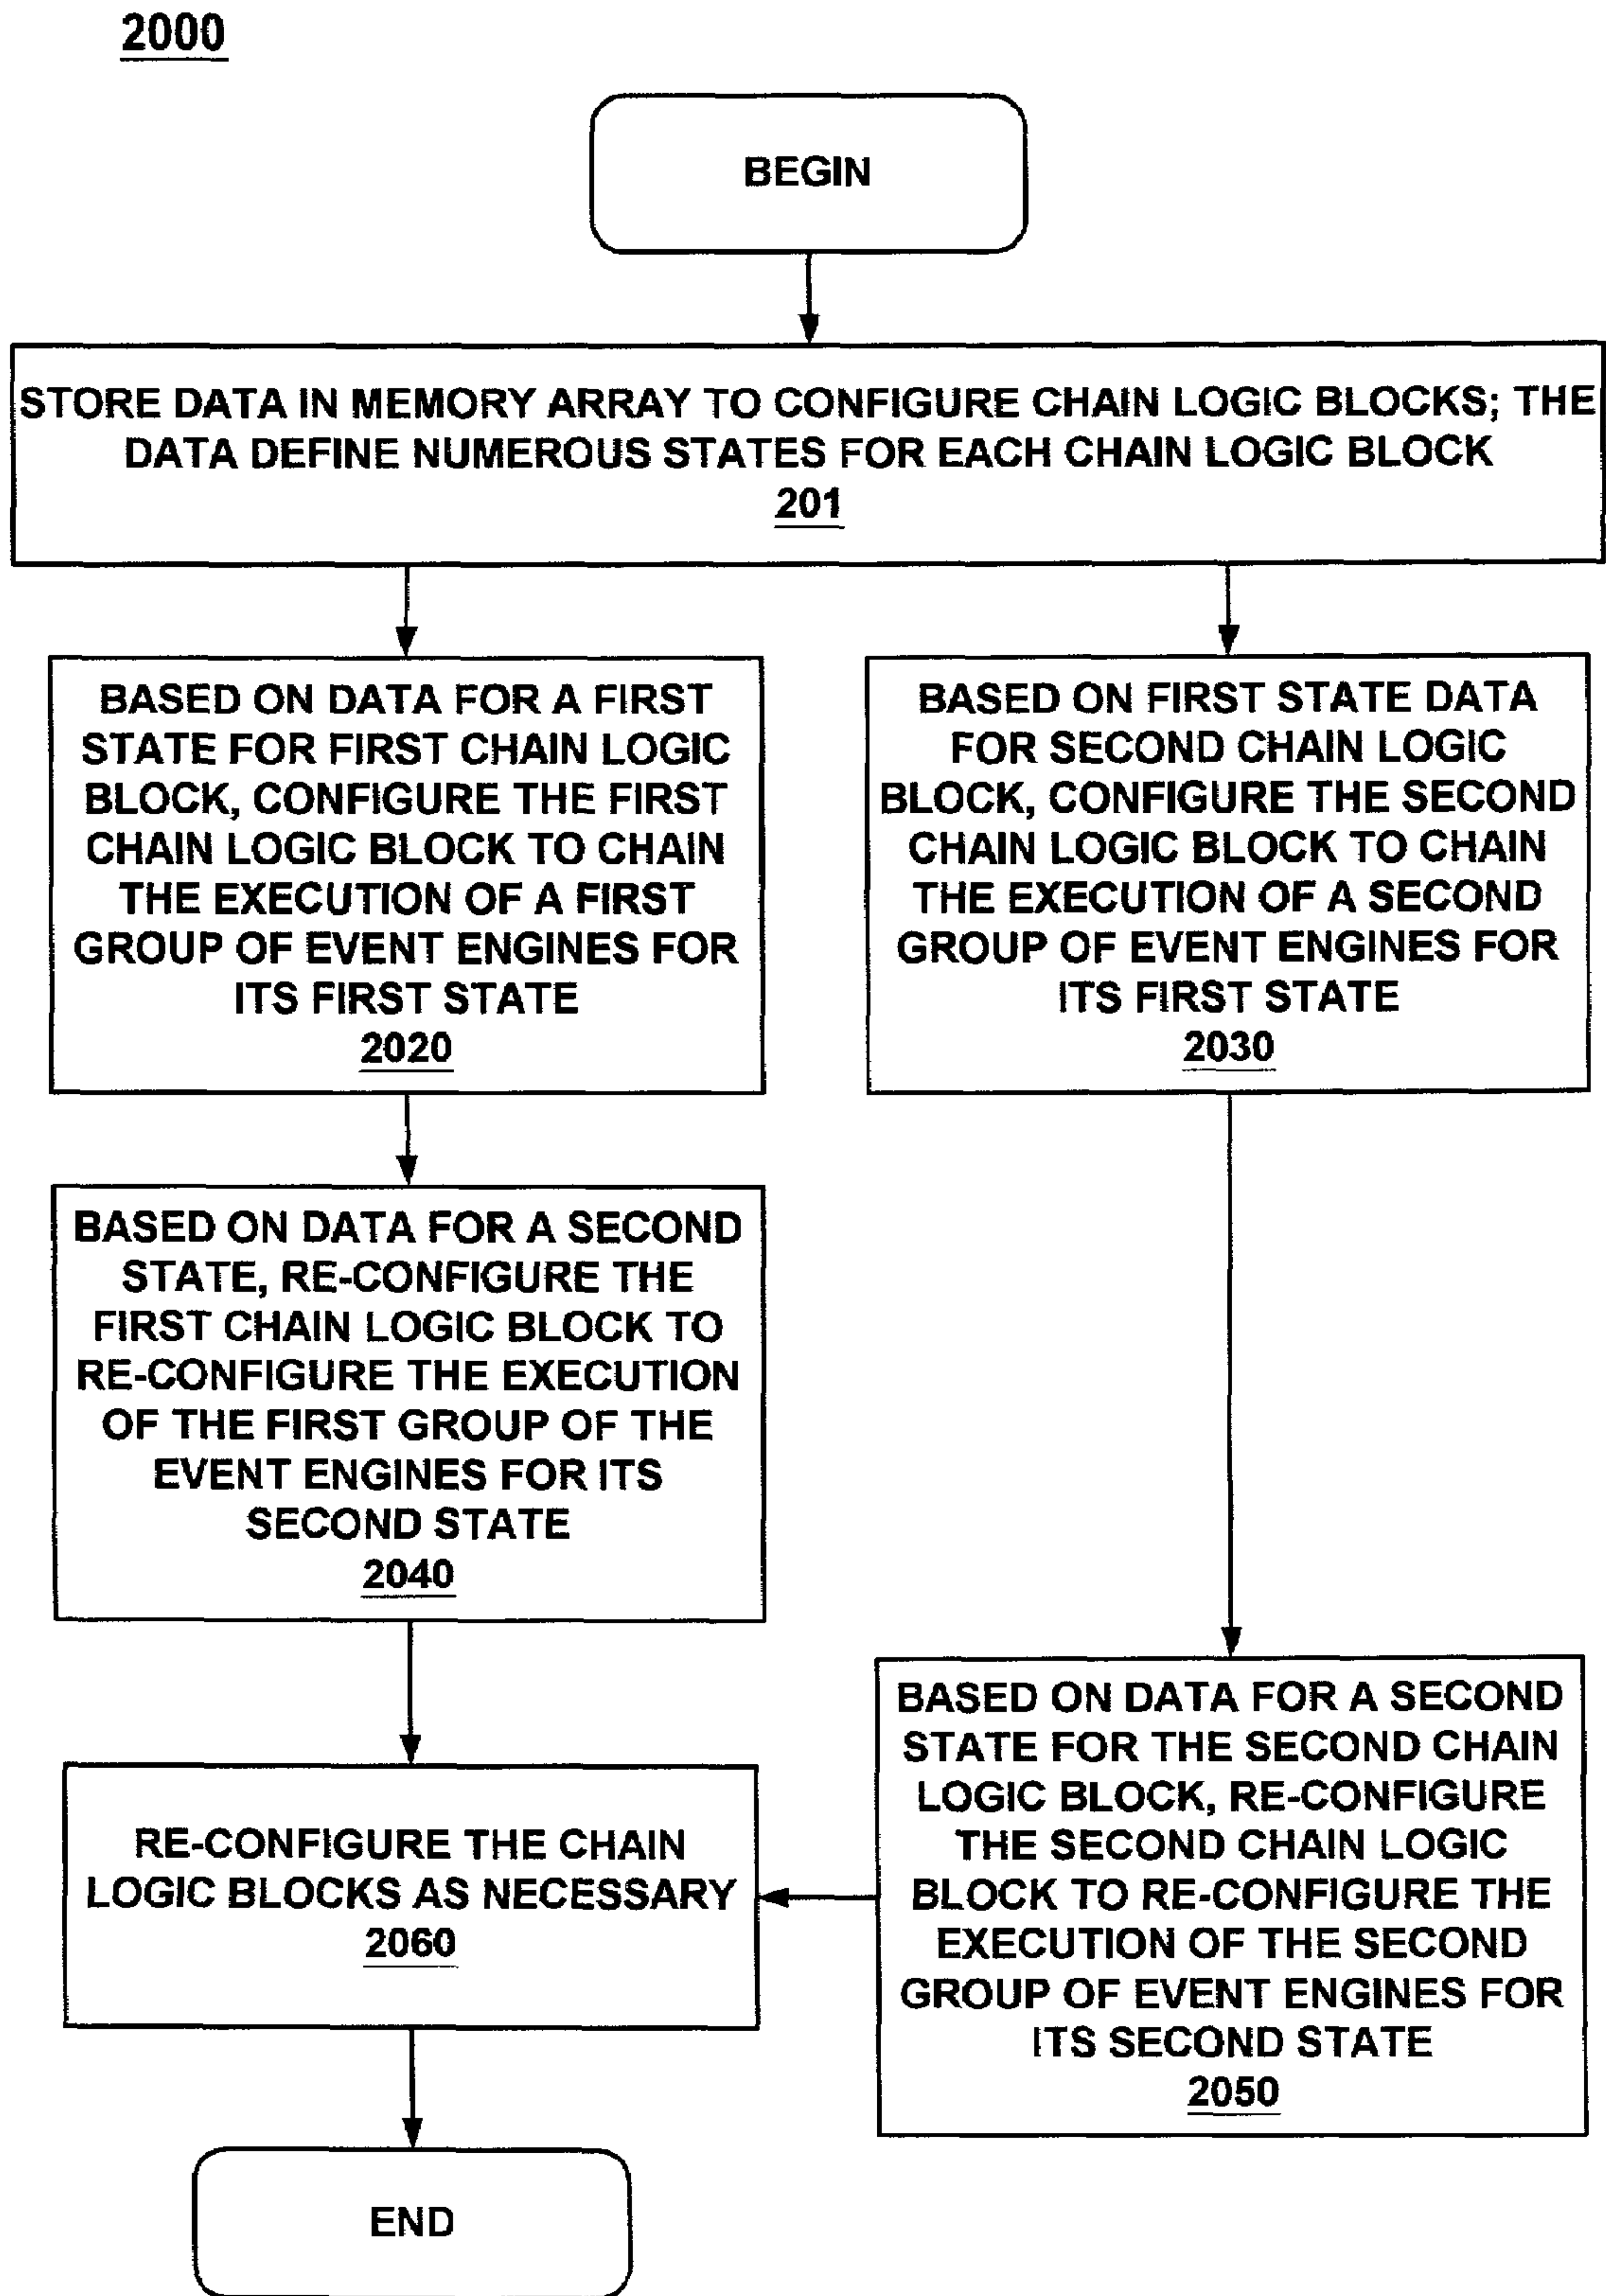 2000
BEGIN
STORE DATA IN MEMORY ARRAY TO CONFIGURE CHAIN LOGIC BLOCKS; THE
DATA DEFINE NUMEROUS STATES FOR EACH CHAIN LOGIC BLOCK
201
BASED ON DATA FOR A FIRST
STATE FOR FIRST CHAIN LOGIC
BLOCK, CONFIGURE THE FIRST
CHAIN LOGIC BLOCK TO CHAIN
THE EXECUTION OF A FIRST
GROUP OF EVENT ENGINES FOR
ITS FIRST STATE
2020
BASED ON FIRST STATE DATA
FOR SECOND CHAIN LOGIC
BLOCK, CONFIGURE THE SECOND
CHAIN LOGIC BLOCK TO CHAIN
THE EXECUTION OF A SECOND
GROUP OF EVENT ENGINES FOR
ITS FIRST STATE
2030
BASED ON DATA FOR A SECOND
STATE, RE-CONFIGURE THE
FIRST CHAIN LOGIC BLOCK TO
RE-CONFIGURE THE EXECUTION
OF THE FIRST GROUP OF THE
EVENT ENGINES FOR ITS
SECOND STATE
2040
BASED ON DATA FOR A SECOND
STATE FOR THE SECOND CHAIN
LOGIC BLOCK, RE-CONFIGURE
THE SECOND CHAIN LOGIC
BLOCK TO RE-CONFIGURE THE
EXECUTION OF THE SECOND
GROUP OF EVENT ENGINES FOR
ITS SECOND STATE
2050
RE-CONFIGURE THE CHAIN
LOGIC BLOCKS AS NECESSARY
2060
END